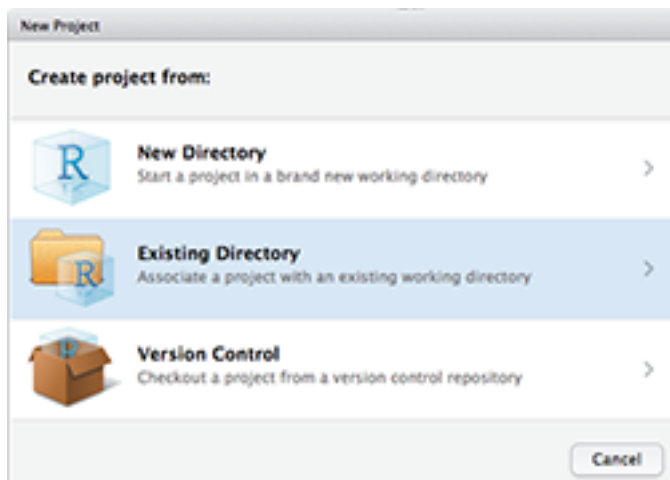 New Project
Create project from:
R
New Directory
Start a project in a brand new working directory
R
Existing Directory
Associate a project with an existing working directory
R
Version Control
Checkout a project from a version control repository
Cancel